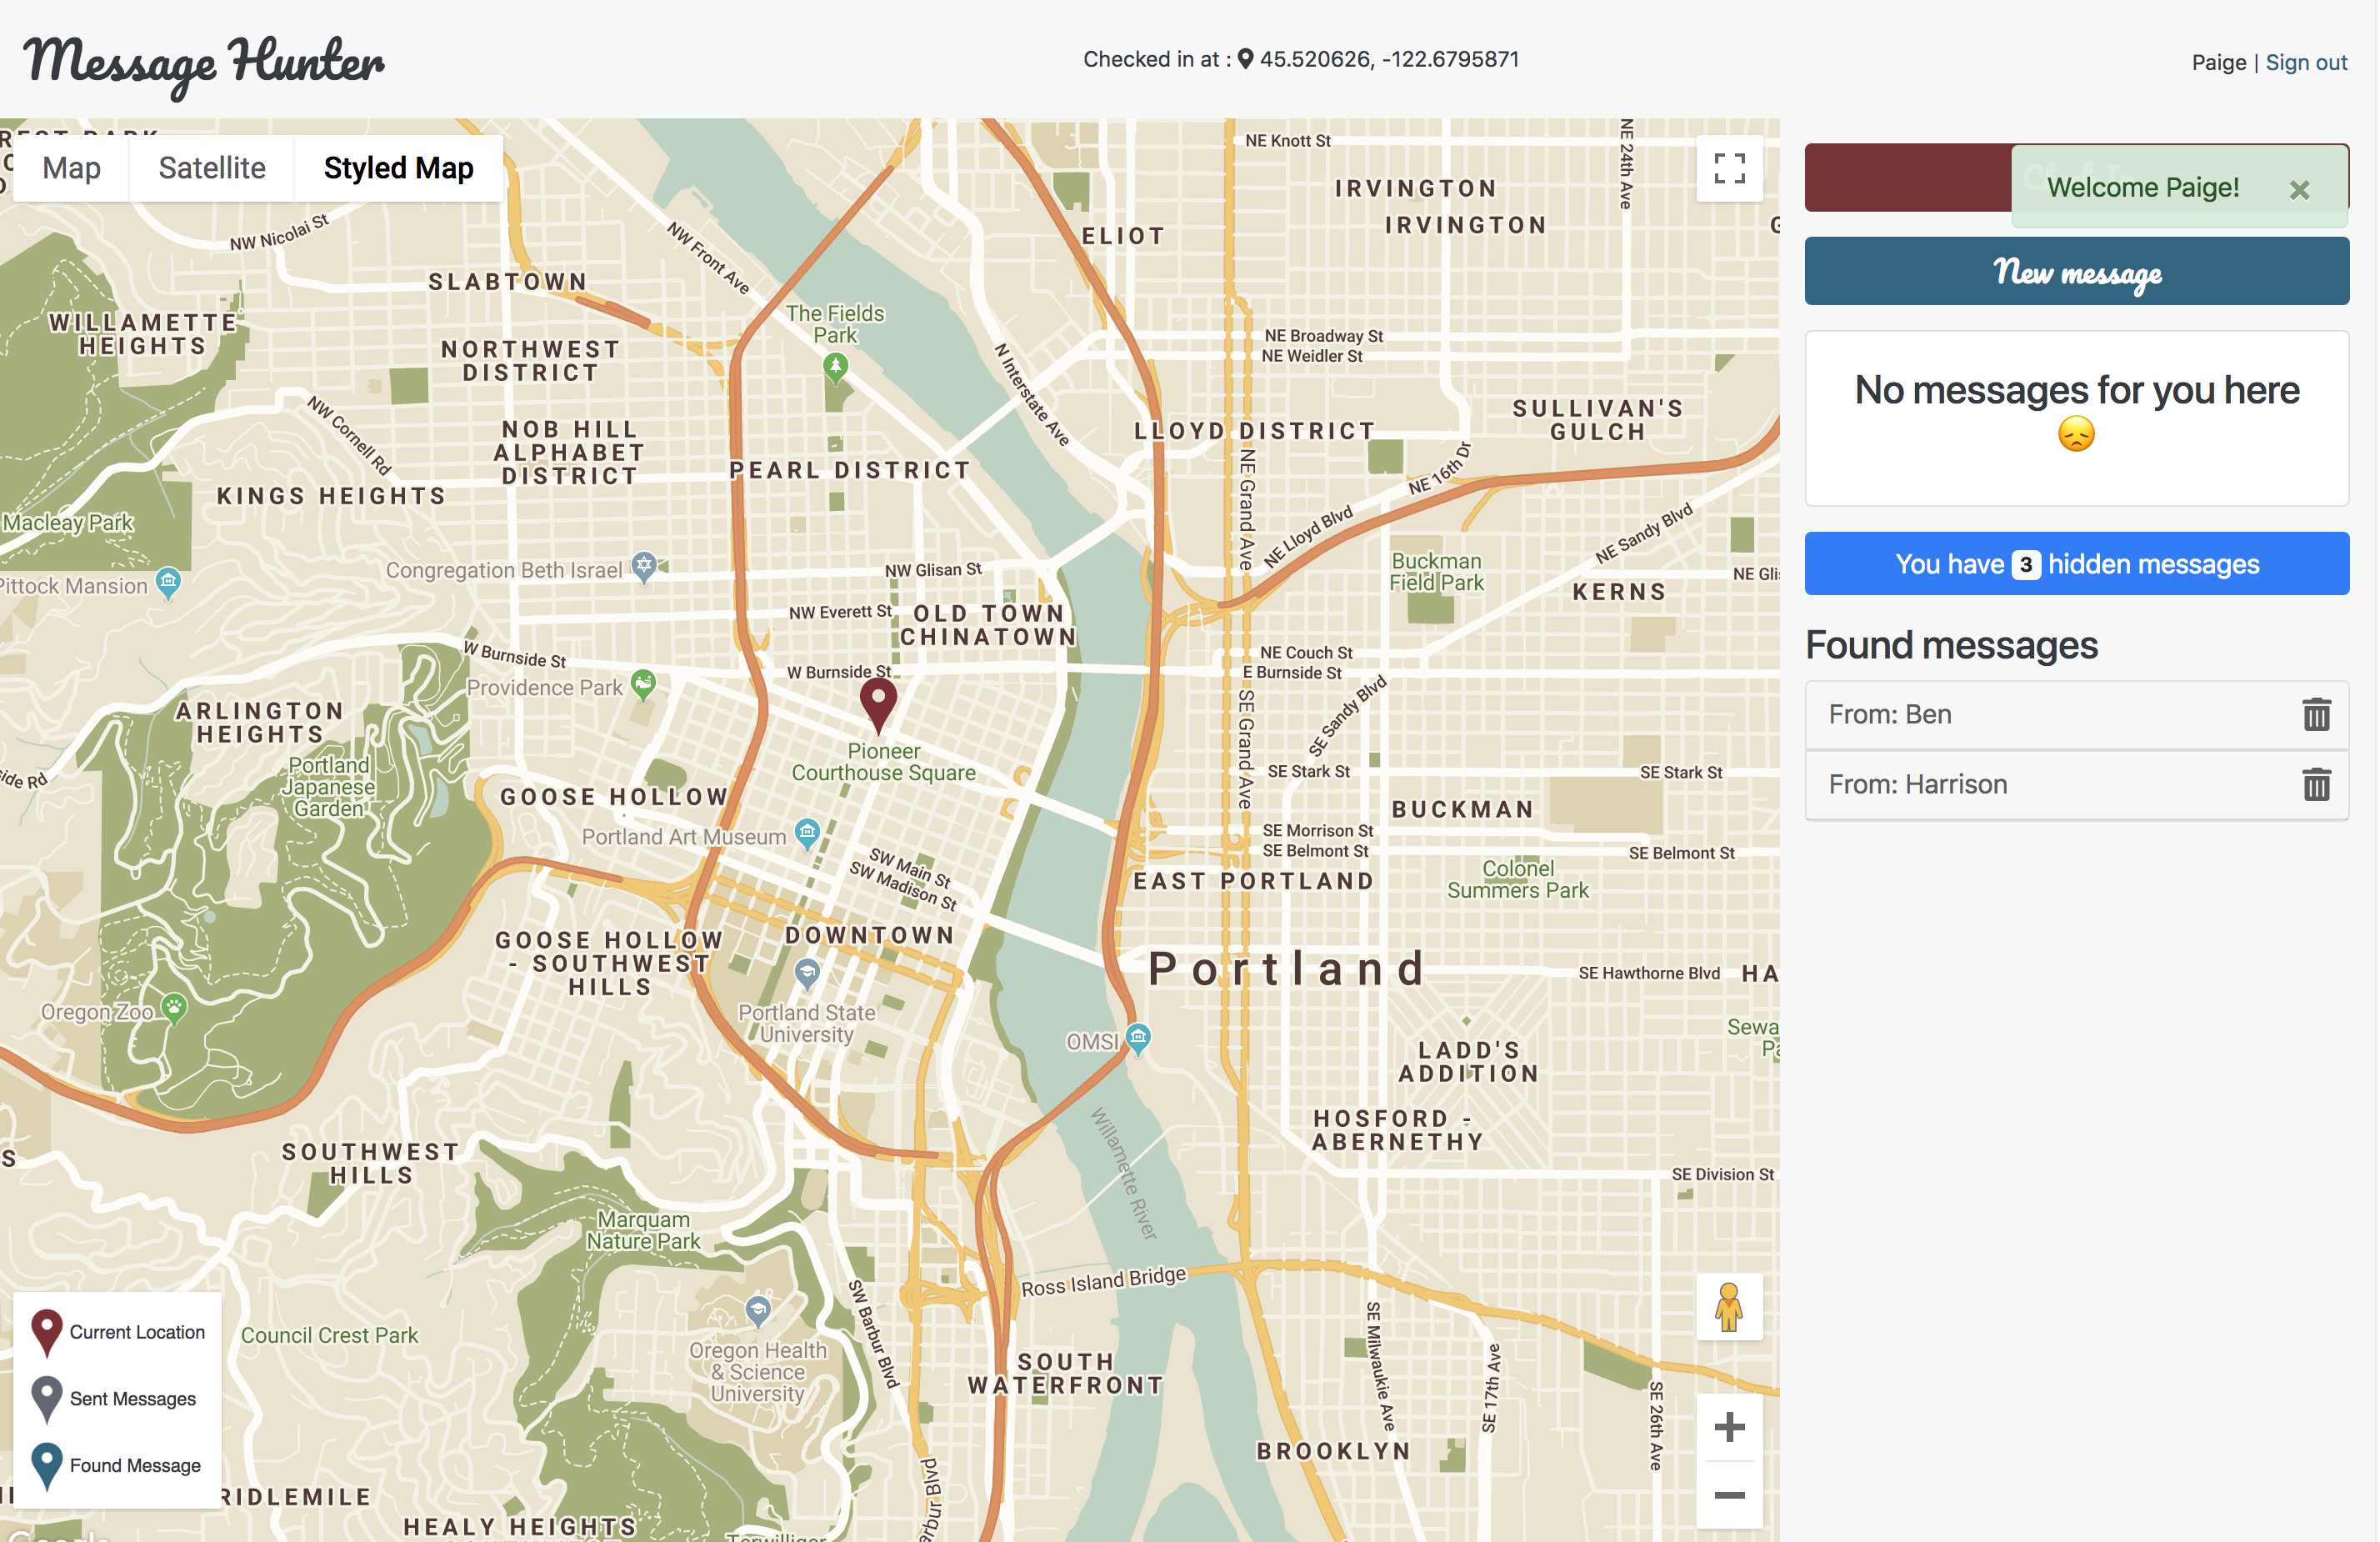 Message Hunter
Checked in at : 45.520626, -122.6795871
Paige | Sign out
Map
Satellite
Styled Map
Welcome Paige!
New message
No messages for you here
You have 3 hidden messages
Found messages
From: Ben
From: Harrison
NE Knott St
NE 24th Ave
IRVINGTON
IRVINGTON
ELIOT
NW Nicolai St
NW Front Ave
SLABTOWN
The Fields
Park
WILLAMETTE
HEIGHTS
NORTHWEST
DISTRICT
N Interstate Ave
NE Broadway St
NE Weidler St
NW Cornell Rd
NOB HILL
ALPHABET
DISTRICT
LLOYD DISTRICT
SULLIVAN'S
GULCH
PEARL DISTRICT
NE Grand Ave
NE 16th Dr
KINGS HEIGHTS
Macleay Park
NE Lloyd Blvd
NE Sandy Blvd
Congregation Beth Israel
NW Glisan St
Buckman
Field Park
NE Gli
Pittock Mansion
KERNS
NW Everett St
OLD TOWN
CHINATOWN
W Burnside St
W Burnside St
NE Couch St
E Burnside St
Providence Park
SE Grand Ave
SE Sandy Blvd
ARLINGTON
HEIGHTS
Pioneer
Courthouse Square
Portland
Japanese
Garden
side Rd
SE Stark St
SE Stark St
GOOSE HOLLOW
BUCKMAN
Portland Art Museum
SE Morrison St
SE Belmont St
SE Belmont St
SW Main St
SW Madison St
EAST PORTLAND
Colonel
Summers Park
GOOSE HOLLOW
- SOUTHWEST
HILLS
DOWNTOWN
Portland
SE Hawthorne Blvd
HA
Oregon Zoo
Portland State
University
OMSI
Sewa
Pa
LADD'S
ADDITION
HOSFORD -
ABERNETHY
Willamette River
SOUTHWEST
HILLS
SE Division St
Marquam
Nature Park
Ross Island Bridge
SW Barbur Blvd
SE Milwaukie Ave
SE 17th Ave
SE 26th Ave
Council Crest Park
Oregon Health
& Science
University
SOUTH
WATERFRONT
BROOKLYN
Current Location
Sent Messages
Found Message
RIDLEMILE
HEALY HEIGHTS
Terwilliger
erbur Blvd
Google